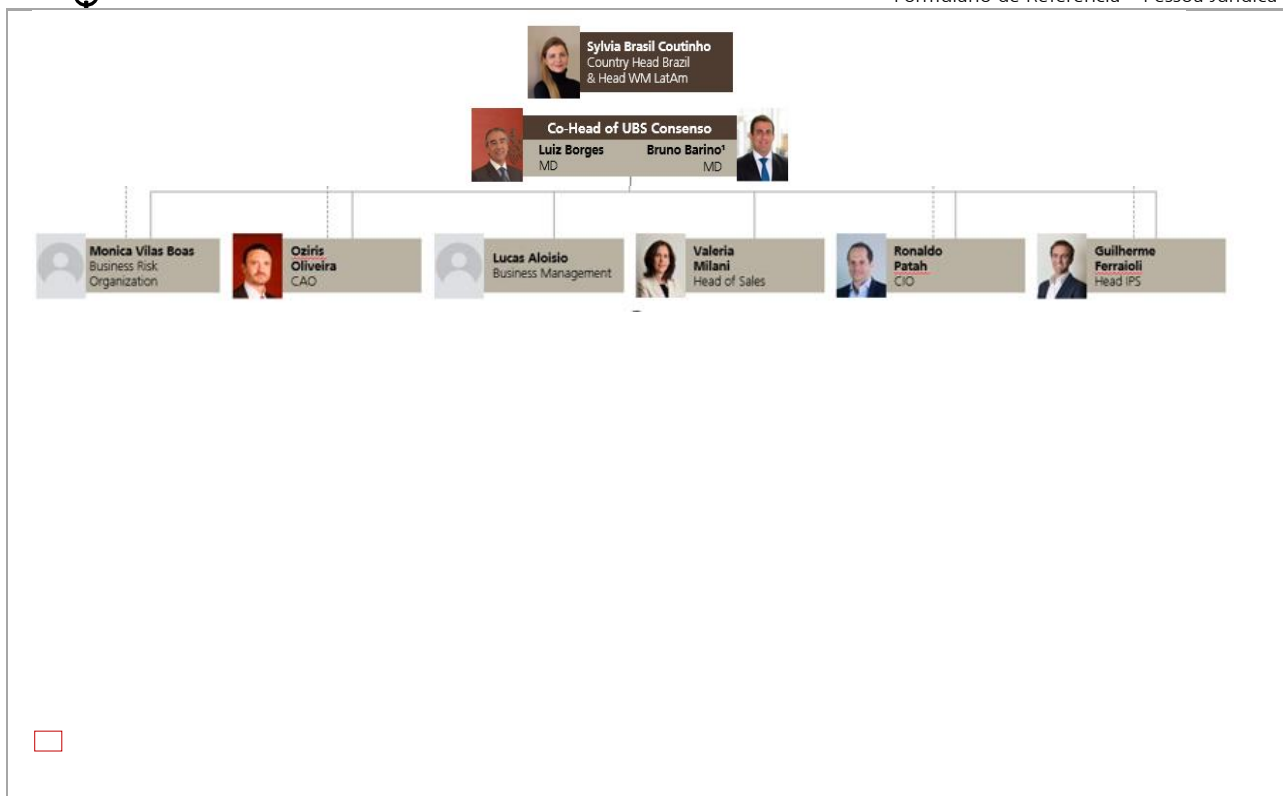 Formulário de Referência – Pessoa Jurídica
Sylvia Brasil Coutinho
Country Head Brazil
& Head WM LatAm
Co-Head of UBS Consenso
Luiz Borges
MD
Bruno Barino¹
MD
Monica Vilas Boas
Business Risk
Organization
Oziris
Oliveira
CAO
Lucas Aloisio
Business Management
Valeria
Milani
Head of Sales
Ronaldo
Patah
CIO
Guilherme
Ferraioli
Head IPS